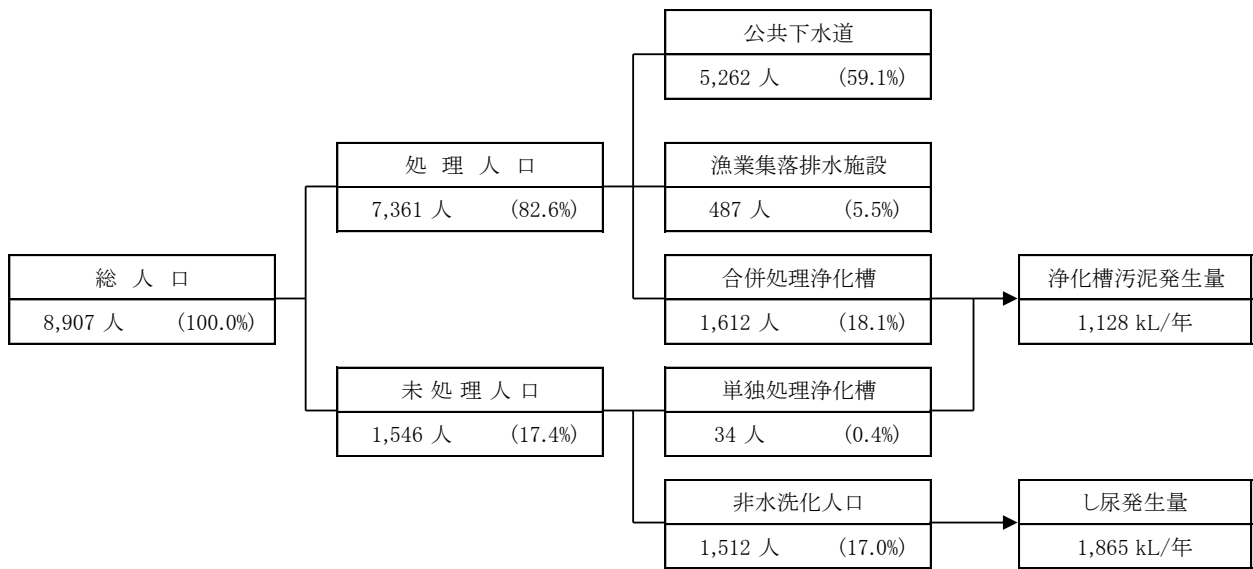 公共下水道
5,262 人 (59.1%)
処理人口
7,361 人 (82.6%)
漁業集落排水施設
487 人 (5.5%)
総人口
8,907 人 (100.0%)
合併処理浄化槽
1,612 人 (18.1%)
浄化槽汚泥発生量
1,128 kL/年
未処理人口
1,546 人 (17.4%)
単独処理浄化槽
34 人 (0.4%)
非水洗化人口
1,512 人 (17.0%)
し尿発生量
1,865 kL/年